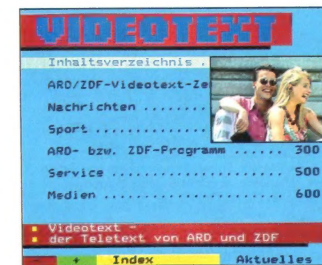 VIDEOTEXT
Inhaltsverzeichnis .
ARD/ZDF-Videotext-Ze
Nachrichten ........
Sport ..............
ARD- bzw. ZDF-Programm ...... 300
Service ..................... 500
Medien ...................... 600
Videotext -
der Teletext von ARD und ZDF
- + Index Aktuelles